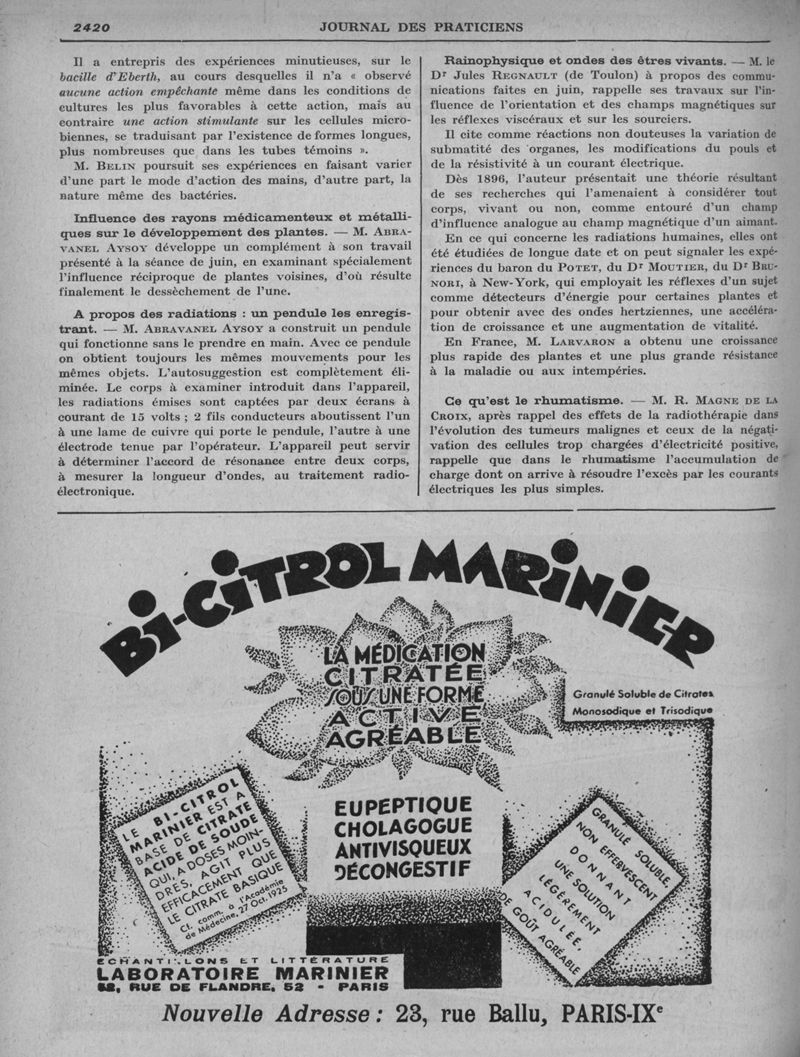 2420
JOURNAL DES PRATICIENS
Il a entrepris des expériences minutieuses, sur le
bacille d'Eberth, au cours desquelles il n'a « observé
aucune action empêchante même dans les conditions de
cultures les plus favorables à cette action, mais au
contraire une action stimulante sur les cellules micro-
biennes, se traduisant par l'existence de formes longues,
plus nombreuses que dans les tubes témoins ».
M. BELIN poursuit ses expériences en faisant varier
d'une part le mode d'action des mains, d'autre part, la
nature même des bactéries.
Influence des rayons médicamenteux et métalli-
ques sur le développement des plantes. — M. ABRA-
VANEL AYSOY développe un complément à son travail
présenté à la séance de juin, en examinant spécialement
l'influence réciproque de plantes voisines, d'où résulte
finalement le dessèchement de l'une.
A propos des radiations : un pendule les enregis-
trant. — M. ABRAVANEL AYSOY a construit un pendule
qui fonctionne sans le prendre en main. Avec ce pendule
on obtient toujours les mêmes mouvements pour les
mêmes objets. L'autosuggestion est complètement éli-
minée. Le corps à examiner introduit dans l'appareil,
les radiations émises sont captées par deux écrans à
courant de 15 volts ; 2 fils conducteurs aboutissent l'un
à une lame de cuivre qui porte le pendule, l'autre à une
électrode tenue par l'opérateur. L'appareil peut servir
à déterminer l'accord de résonance entre deux corps,
à mesurer la longueur d'ondes, au traitement radio-
électronique.
Rainophysique et ondes des êtres vivants. — M. le
Dr Jules REGNAULT (de Toulon) à propos des commu-
nications faites en juin, rappelle ses travaux sur l'in-
fluence de l'orientation et des champs magnétiques sur
les réflexes viscéraux et sur les sourciers.
Il cite comme réactions non douteuses la variation de
submatité des organes, les modifications du pouls et
de la résistivité à un courant électrique.
Dès 1896, l'auteur présentait une théorie résultant
de ses recherches qui l'amenaient à considérer tout
corps, vivant ou non, comme entouré d'un champ
d'influence analogue au champ magnétique d'un aimant.
En ce qui concerne les radiations humaines, elles ont
été étudiées de longue date et on peut signaler les expé-
riences du baron du POTET, du Dr MOUTIER, du Dr BRU-
NORI, à New-York, qui employait les réflexes d'un sujet
comme détecteurs d'énergie pour certaines plantes et
pour obtenir avec des ondes hertziennes, une accéléra-
tion de croissance et une augmentation de vitalité.
En France, M. LARVARON a obtenu une croissance
plus rapide des plantes et une plus grande résistance
à la maladie ou aux intempéries.
Ce qu'est le rhumatisme. — M. R. MAGNE DE LA
CROIX, après rappel des effets de la radiothérapie dans
l'évolution des tumeurs malignes et ceux de la négati-
vation des cellules trop chargées d'électricité positive,
rappelle que dans le rhumatisme l'accumulation de
charge dont on arrive à résoudre l'excès par les courants
électriques les plus simples.
BI-CITROL MARINIER
LA MÉDICATION
CITRATÉE
SOUS UNE FORME
ACTIVE
AGRÉABLE
Granulé Soluble de Citrates
Monosodique et Trisodique
LE BI-CITROL
MARINIER EST A
BASE DE CITRATE
ACIDE DE SOUDE
QUI, A DOSES MOIN-
DRES, AGIT PLUS
EFFICACEMENT QUE
LE CITRATE BASIQUE
Cf. comm. à l'Académie
de Médecine, 27 Oct. 1925
EUPEPTIQUE
CHOLAGOGUE
ANTIVISQUEUX
DÉCONGESTIF
GRANULÉ SOLUBLE
NON EFFERVESCENT
DONNANT
UNE SOLUTION
LÉGÈREMENT
ACIDULÉE.
DE GOÛT AGRÉABLE
ECHANTILLONS ET LITTÉRATURE
LABORATOIRE MARINIER
52, RUE DE FLANDRE, 52 - PARIS
Nouvelle Adresse : 23, rue Ballu, PARIS-IXe